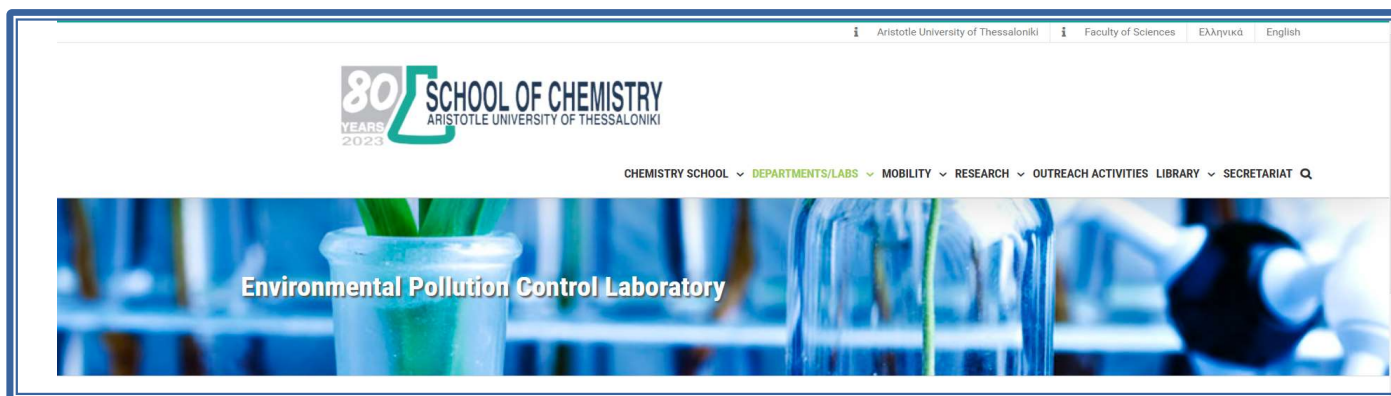 Aristotle University of Thessaloniki Faculty of Sciences Ελληνικά English
80
YEARS
2023
SCHOOL OF CHEMISTRY
ARISTOTLE UNIVERSITY OF THESSALONIKI
CHEMISTRY SCHOOL DEPARTMENTS/LABS MOBILITY RESEARCH OUTREACH ACTIVITIES LIBRARY SECRETARIAT
Environmental Pollution Control Laboratory